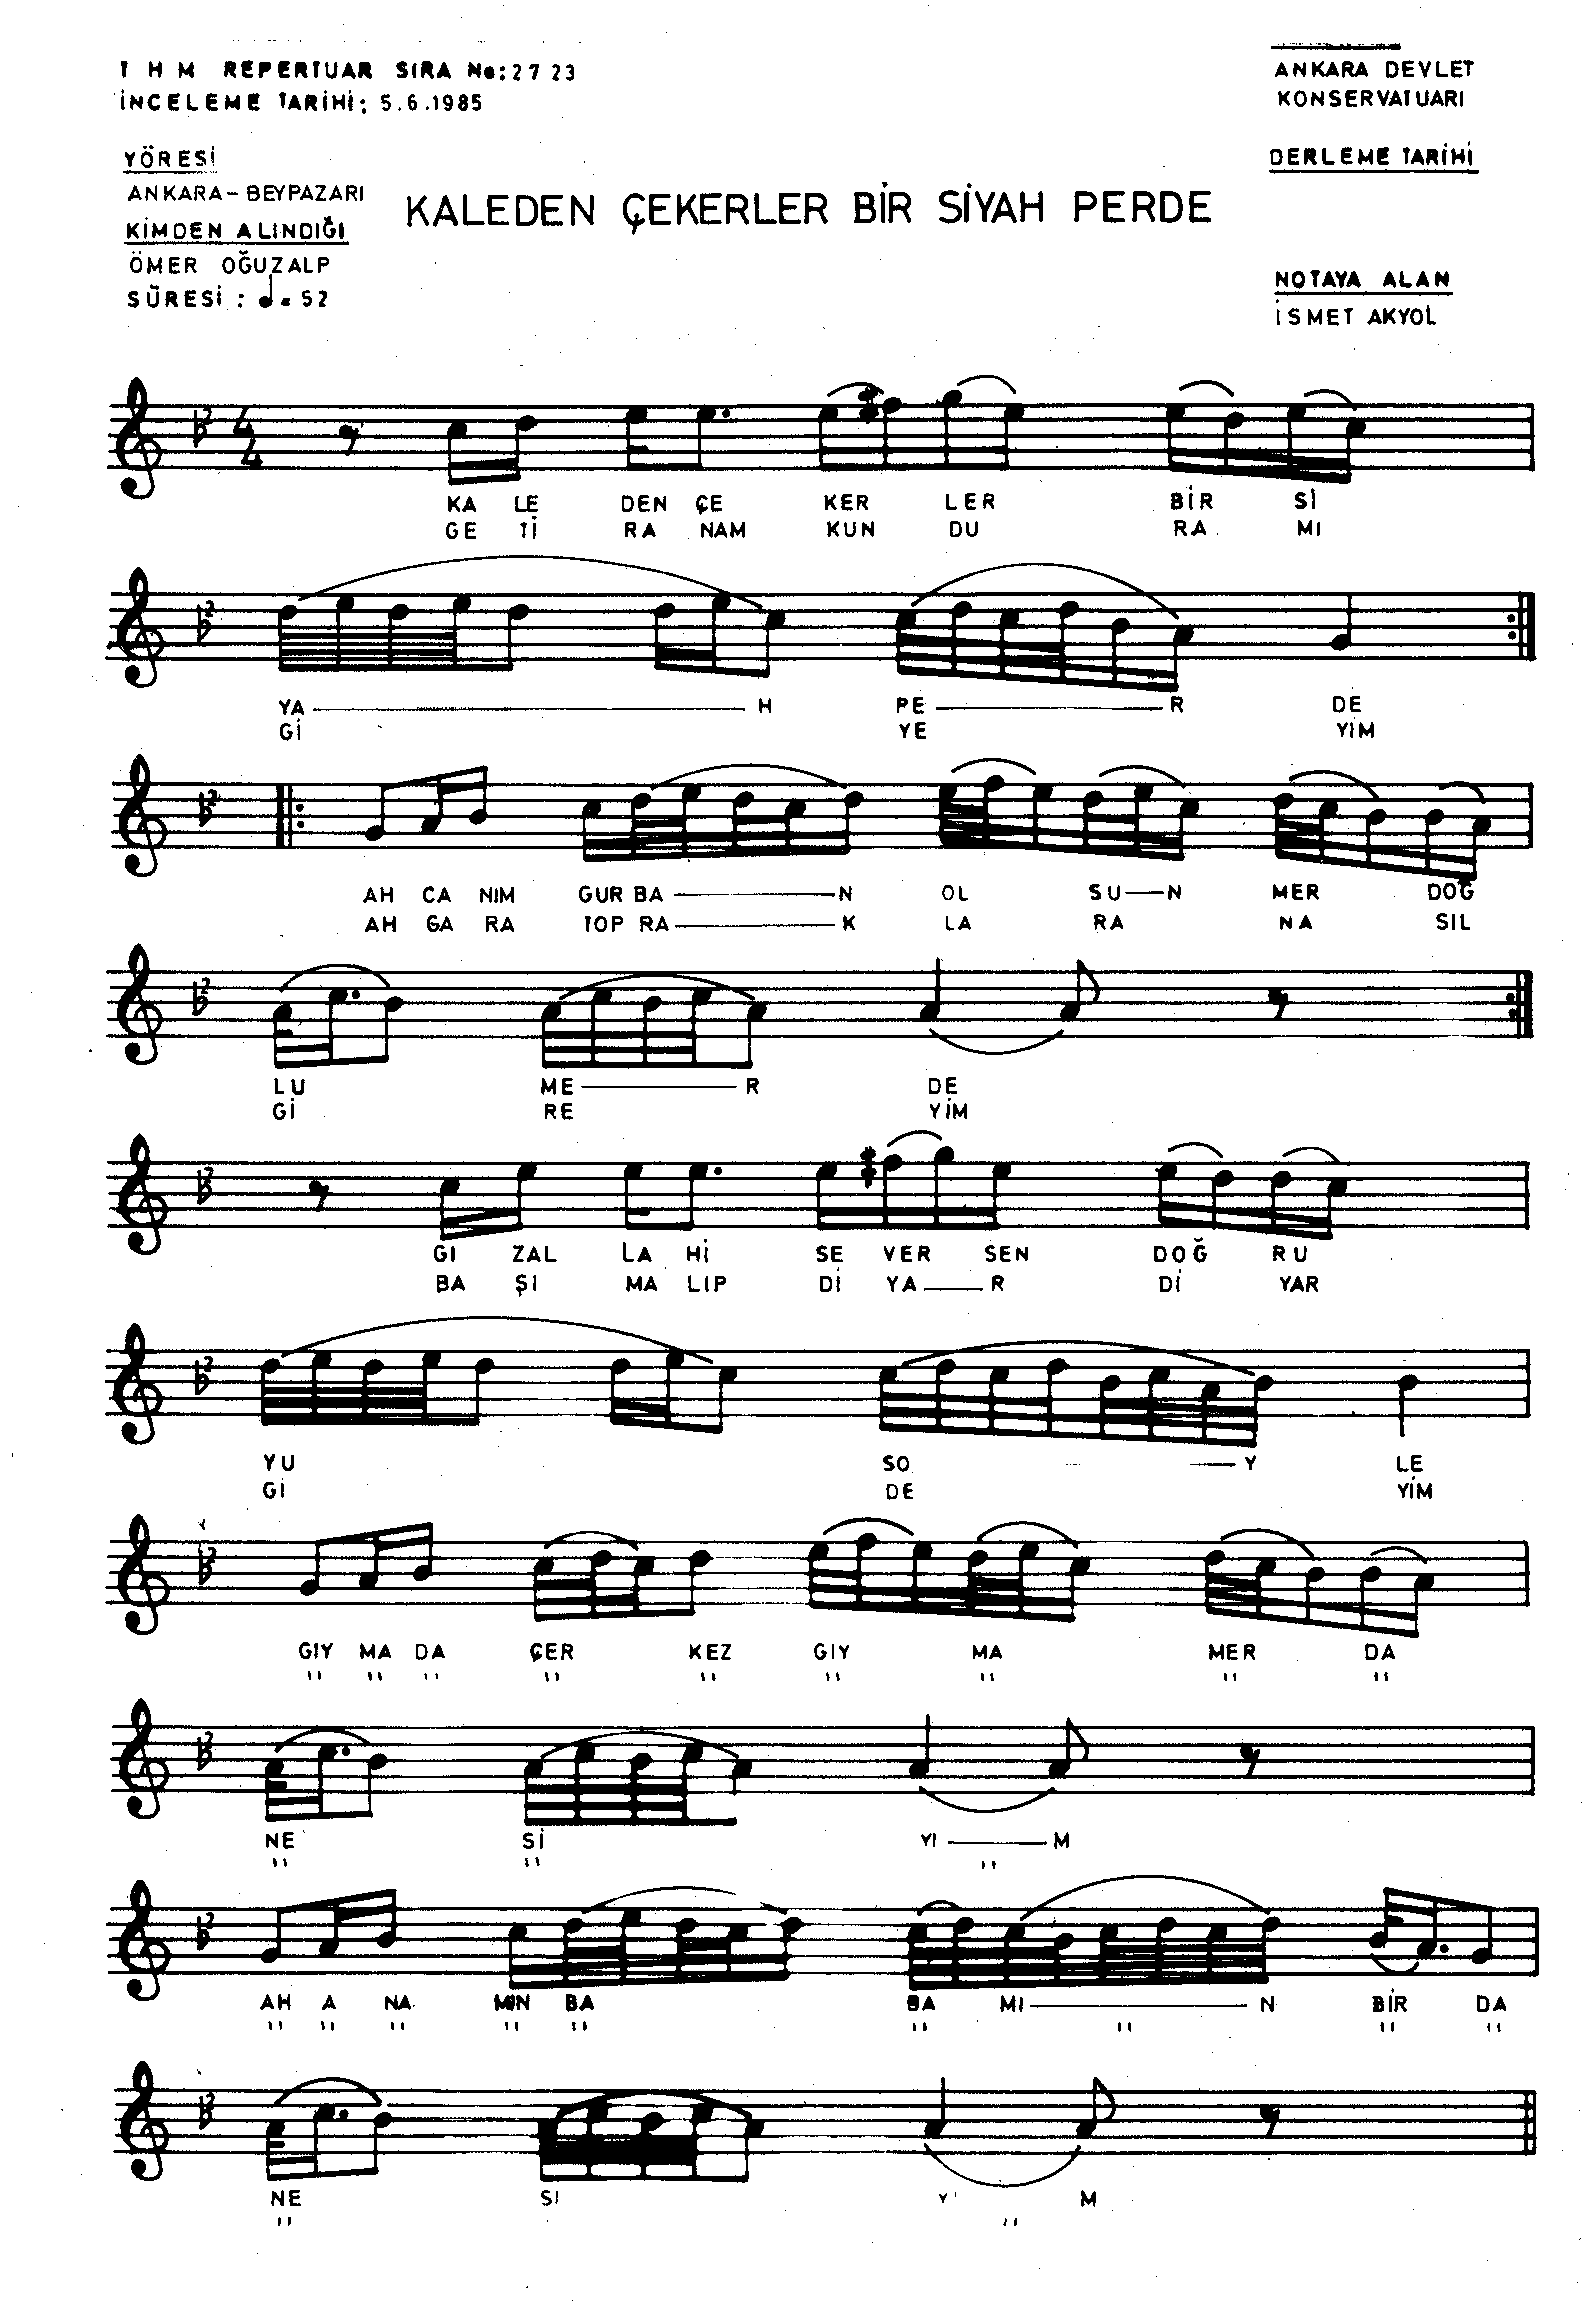 T H M REPERTUAR SIRA No: 2723
İNCELEME TARİHİ: 5.6.1985
ANKARA DEVLET
KONSERVATUARI
YÖRESİ
ANKARA-BEYPAZARI
KİMDEN ALINDIĞI
ÖMER OĞUZALP
SÜRESİ : ♩= 52
KALEDEN ÇEKERLER BİR SİYAH PERDE
DERLEME TARİHİ
NOTAYA ALAN
İSMET AKYOL
4
4
KA LE DEN ÇE KER LER BİR Sİ
GE Tİ RA NAM KUN DU RA MI
YA H PE R DE
Gİ YE YİM
AH CA NIM GUR BA N OL SU N MER DOĞ
AH GA RA TOP RA K LA RA NA SIL
LU ME R DE
Gİ RE YİM
GI ZAL LA Hİ SE VER SEN DOĞ RU
BA ŞI MA LIP Dİ YA R Dİ YAR
YU SO Y LE
Gİ DE YİM
GIY MA DA ÇER KEZ GIY MA MER DA
" " " " " " " " "
NE Sİ YI M
" " "
AH A NA MIN BA BA MI N BİR DA
" " " " " " " " "
NE SI Y' M
" "